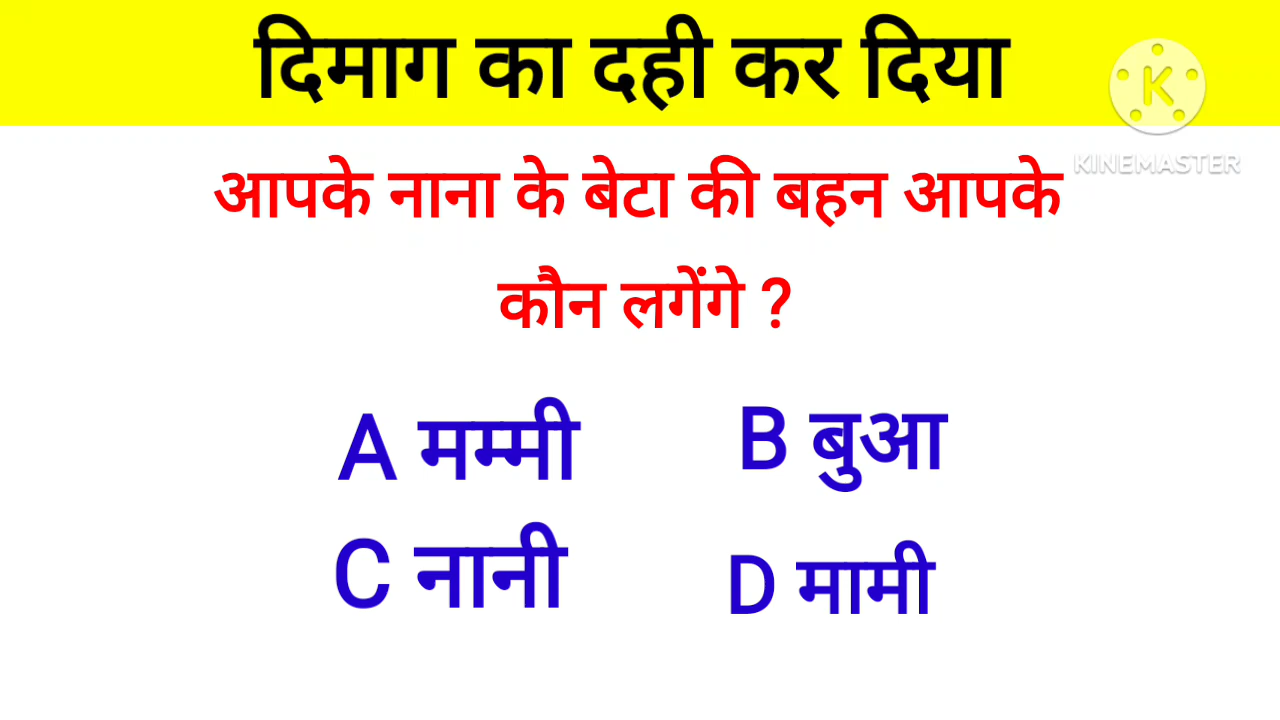 दिमाग का दही कर दिया
K
KINEMASTER
आपके नाना के बेटा की बहन आपके
कौन लगेंगे ?
A मम्मी B बुआ
C नानी D मामी